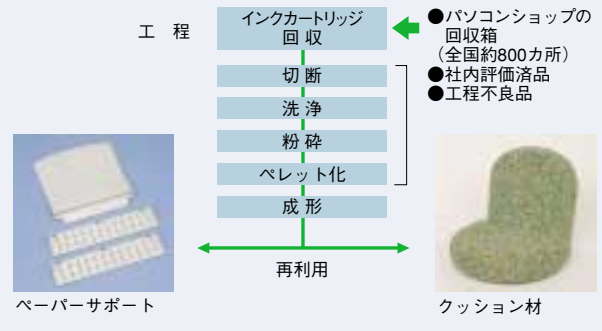 工 程
インクカートリッジ
回 収
●パソコンショップの
回収箱
（全国約800カ所）
●社内評価済品
●工程不良品
切 断
洗 浄
粉 砕
ペレット化
成 形
再利用
ペーパーサポート
クッション材